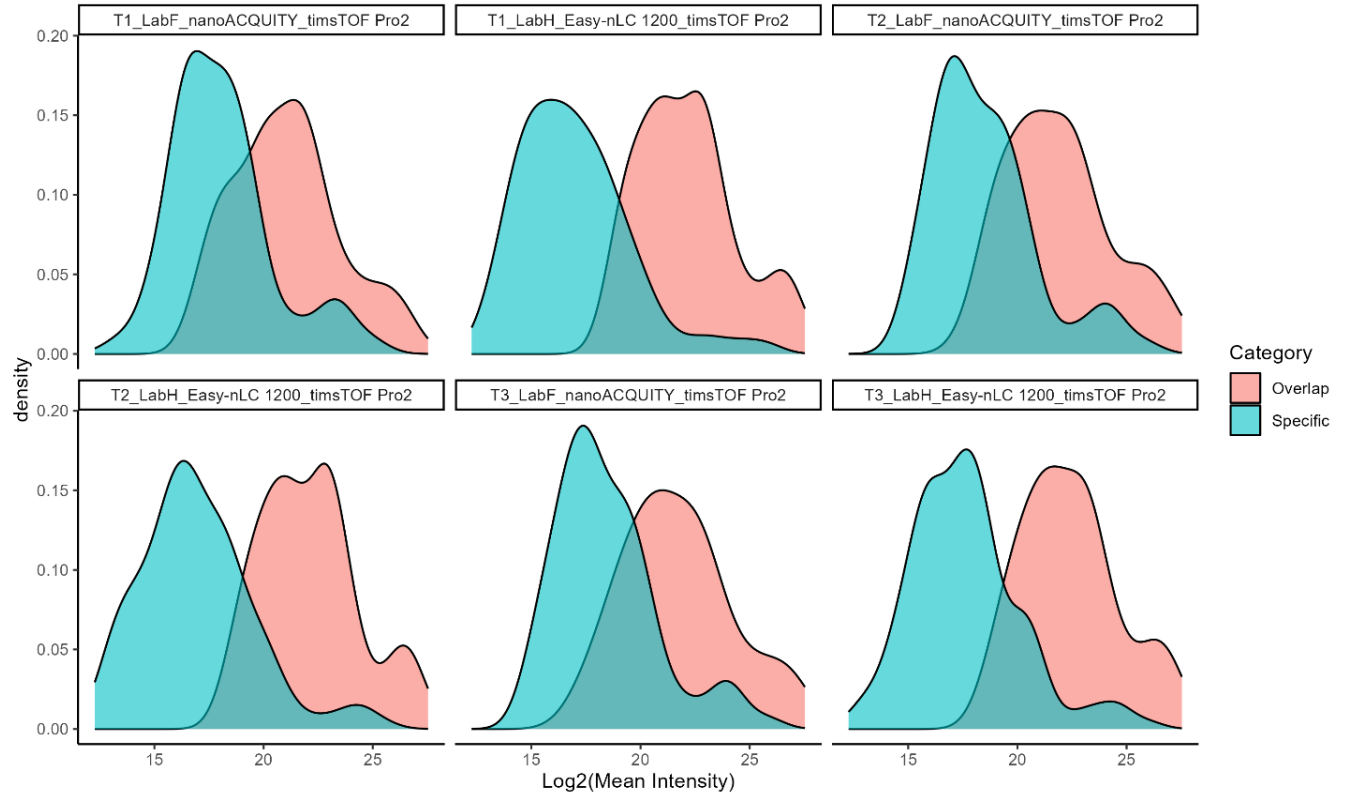 T1_LabF_nanoACQUITY_timsTOF Pro2
T1_LabH_Easy-nLC 1200_timsTOF Pro2
T2_LabF_nanoACQUITY_timsTOF Pro2
0.20
0.15
0.10
0.05
0.00
density
T2_LabH_Easy-nLC 1200_timsTOF Pro2
T3_LabF_nanoACQUITY_timsTOF Pro2
T3_LabH_Easy-nLC 1200_timsTOF Pro2
0.20
0.15
0.10
0.05
0.00
15 20 25
15 20 25
15 20 25
Log2(Mean Intensity)
Category
Overlap
Specific